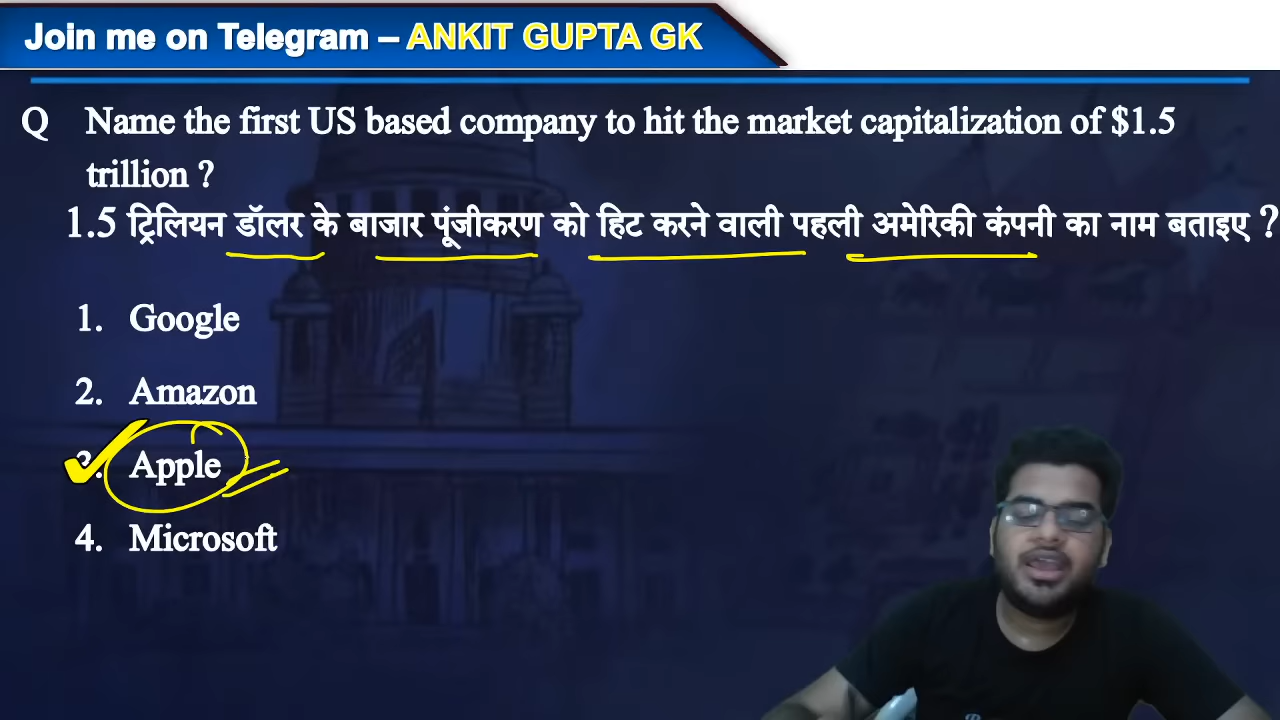 Join me on Telegram – ANKIT GUPTA GK
Q Name the first US based company to hit the market capitalization of $1.5
trillion ?
1.5 ट्रिलियन डॉलर के बाजार पूंजीकरण को हिट करने वाली पहली अमेरिकी कंपनी का नाम बताइए ?
1. Google
2. Amazon
3. Apple
4. Microsoft